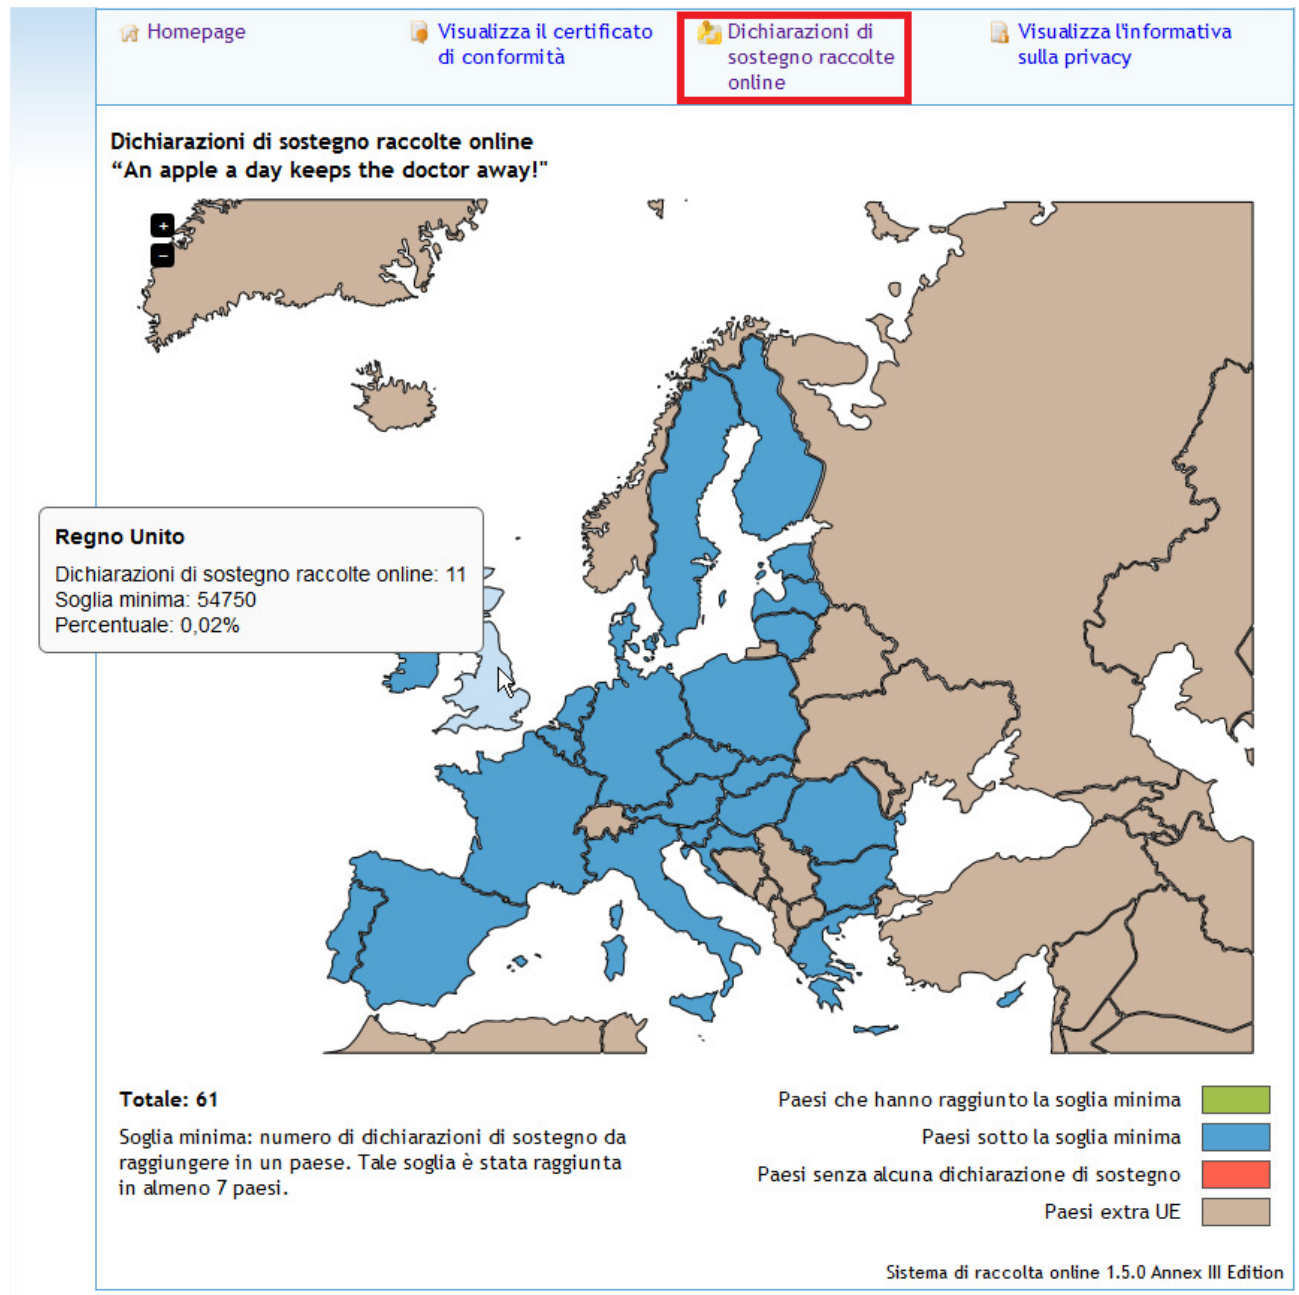 Homepage
Visualizza il certificato
di conformità
Dichiarazioni di
sostegno raccolte
online
Visualizza l'informativa
sulla privacy
Dichiarazioni di sostegno raccolte online
“An apple a day keeps the doctor away!"
+
−
Regno Unito
Dichiarazioni di sostegno raccolte online: 11
Soglia minima: 54750
Percentuale: 0,02%
Totale: 61
Soglia minima: numero di dichiarazioni di sostegno da
raggiungere in un paese. Tale soglia è stata raggiunta
in almeno 7 paesi.
Paesi che hanno raggiunto la soglia minima
Paesi sotto la soglia minima
Paesi senza alcuna dichiarazione di sostegno
Paesi extra UE
Sistema di raccolta online 1.5.0 Annex III Edition